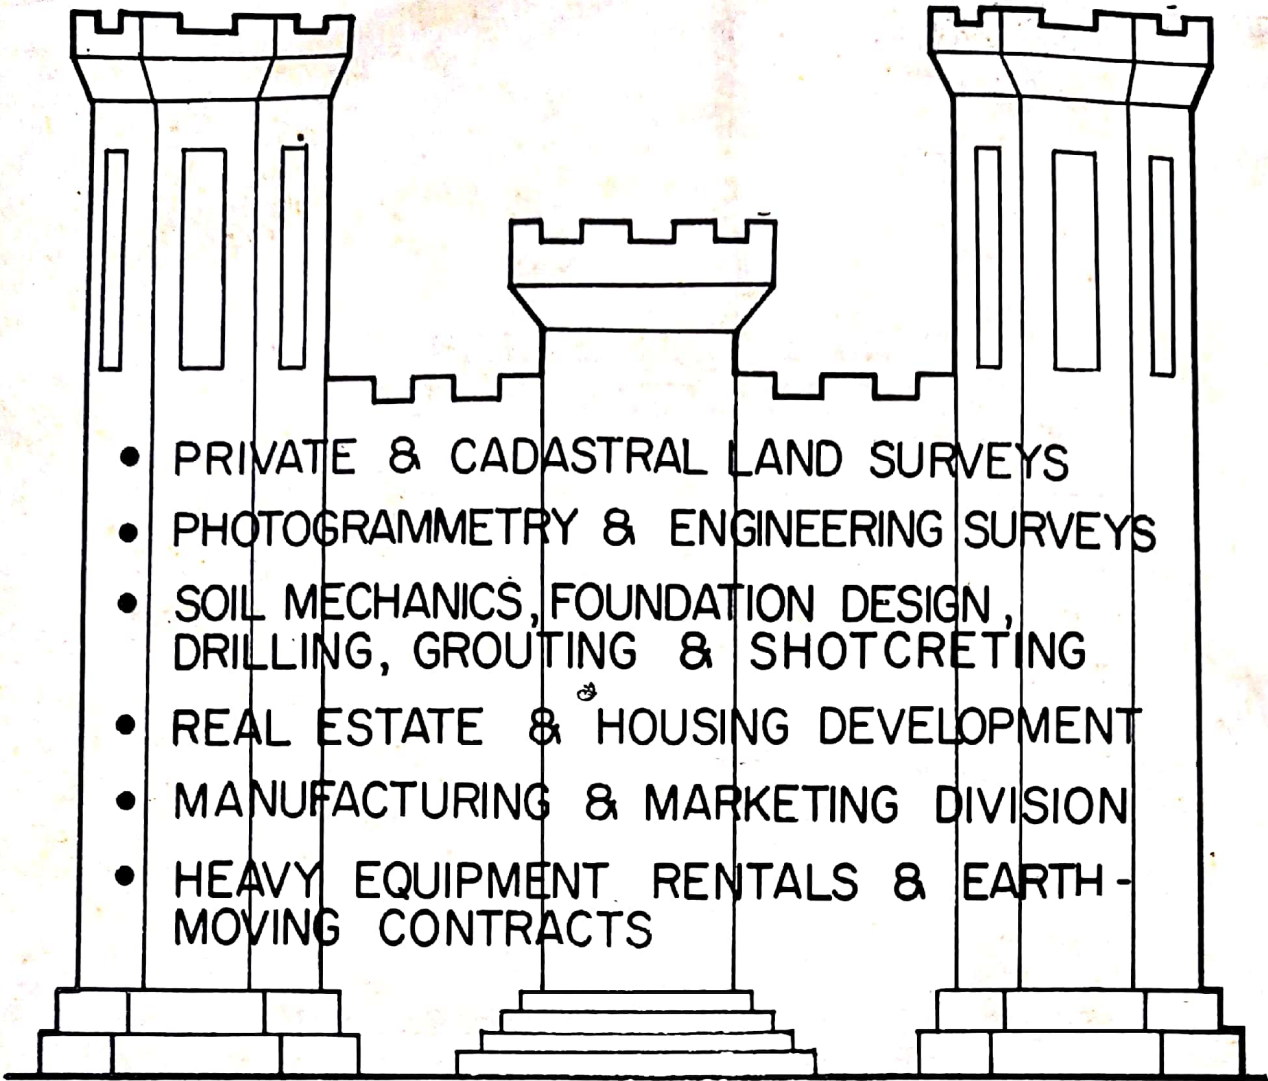 • PRIVATE & CADASTRAL LAND SURVEYS
• PHOTOGRAMMETRY & ENGINEERING SURVEYS
• SOIL MECHANICS, FOUNDATION DESIGN,
DRILLING, GROUTING & SHOTCRETING
• REAL ESTATE & HOUSING DEVELOPMENT
• MANUFACTURING & MARKETING DIVISION
• HEAVY EQUIPMENT RENTALS & EARTH-
MOVING CONTRACTS